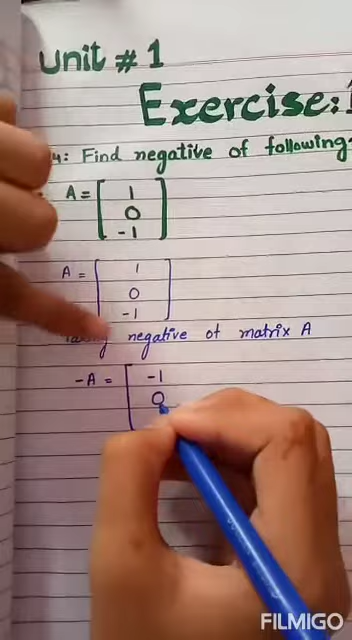 Unit # 1
Exercise:
4: Find negative of following
A = [ 1
0
-1 ]
A = [ 1
0
-1 ]
negative of matrix A
-A = [ -1
0
FILMIGO